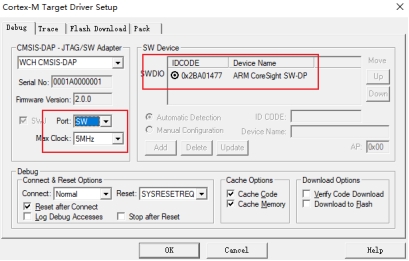 Cortex-M Target Driver Setup
Debug | Trace | Flash Download | Pack
CMSIS-DAP - JTAG/SW Adapter
WCH CMSIS-DAP
Serial No: 0001A0000001
Firmware Version: 2.0.0
SWJ Port: SW
Max Clock: 5MHz
SW Device
IDCODE Device Name Move
SWDIO 0x2BA01477 ARM CoreSight SW-DP Up
Down
Automatic Detection ID CODE:
Manual Configuration Device Name:
Add Delete Update AP: 0x00
Debug
Connect & Reset Options
Connect: Normal Reset: SYSRESETREQ
Reset after Connect
Log Debug Accesses Stop after Reset
Cache Options
Cache Code
Cache Memory
Download Options
Verify Code Download
Download to Flash
OK Cancel Help